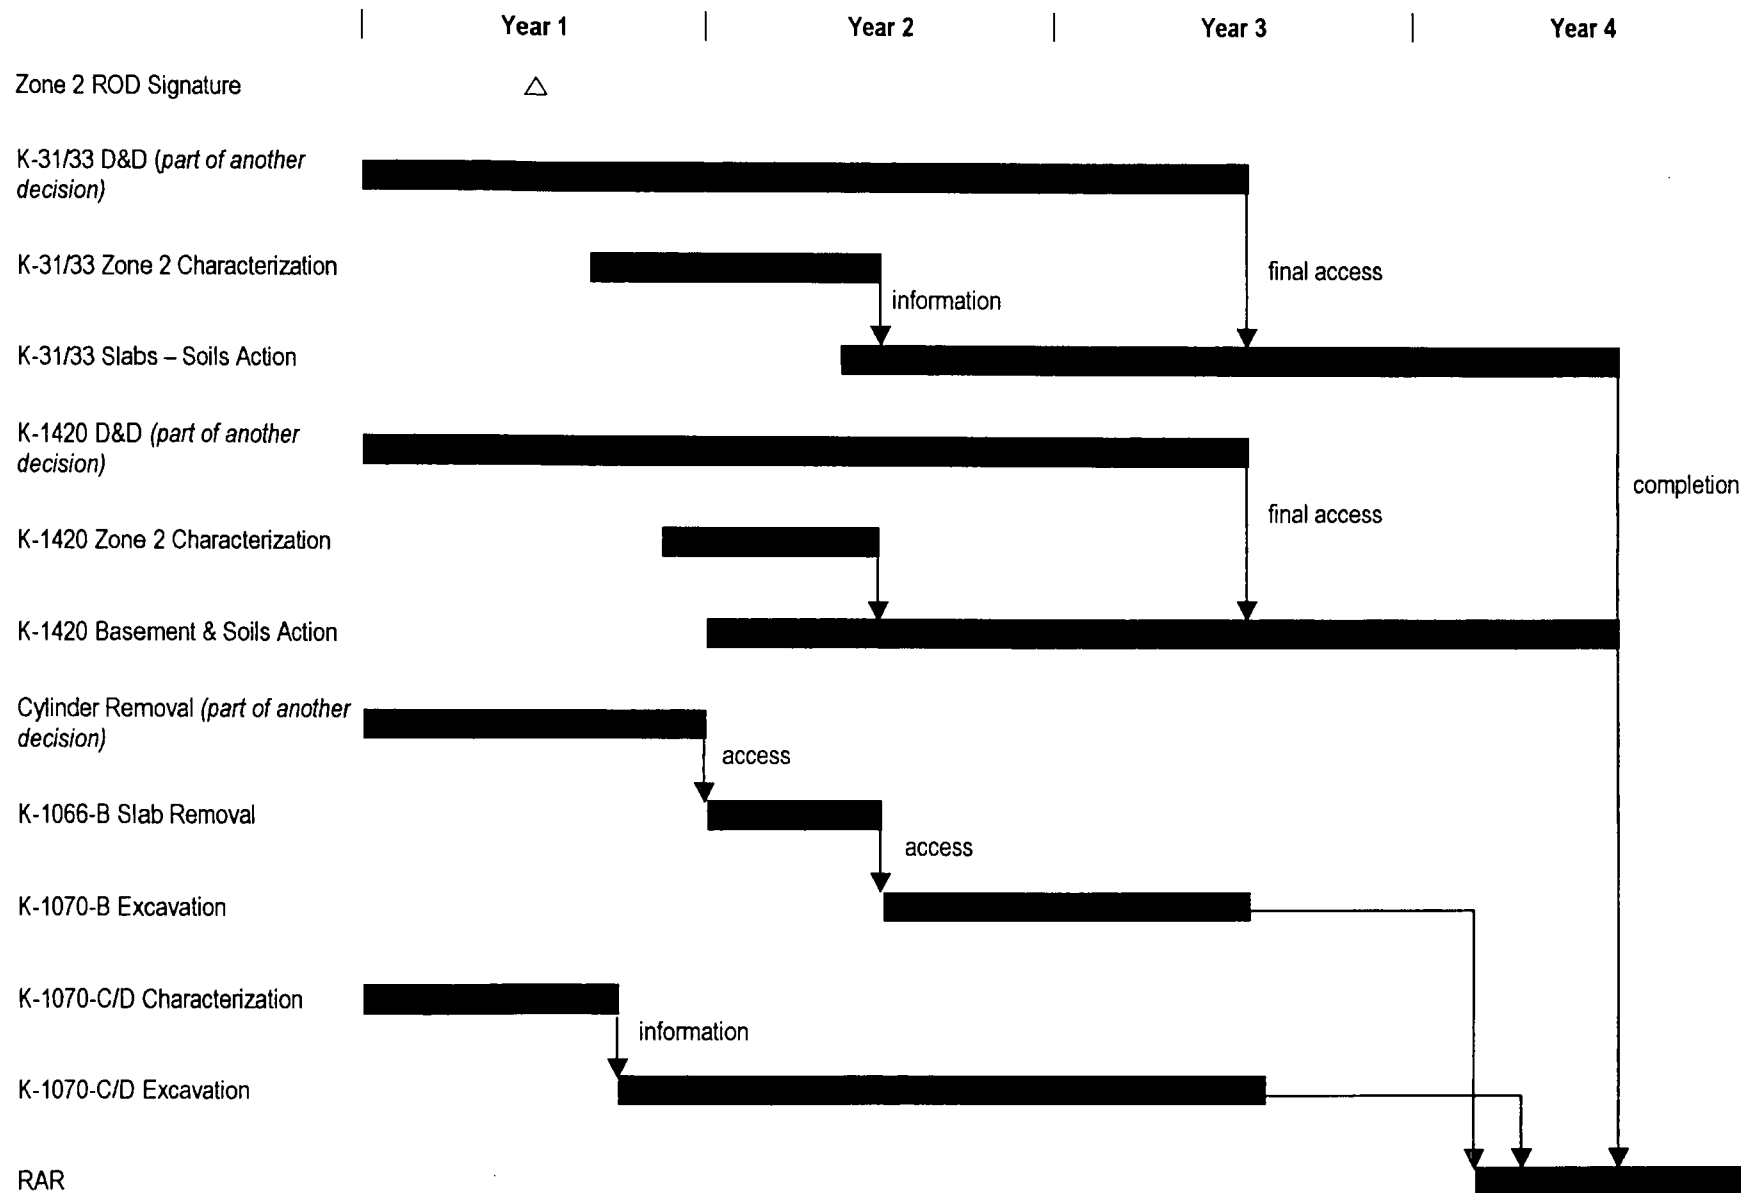 Year 1
Year 2
Year 3
Year 4
Zone 2 ROD Signature
K-31/33 D&D (part of another
decision)
K-31/33 Zone 2 Characterization
final access
information
K-31/33 Slabs – Soils Action
K-1420 D&D (part of another
decision)
completion
final access
K-1420 Zone 2 Characterization
K-1420 Basement & Soils Action
Cylinder Removal (part of another
decision)
access
K-1066-B Slab Removal
access
K-1070-B Excavation
K-1070-C/D Characterization
information
K-1070-C/D Excavation
RAR